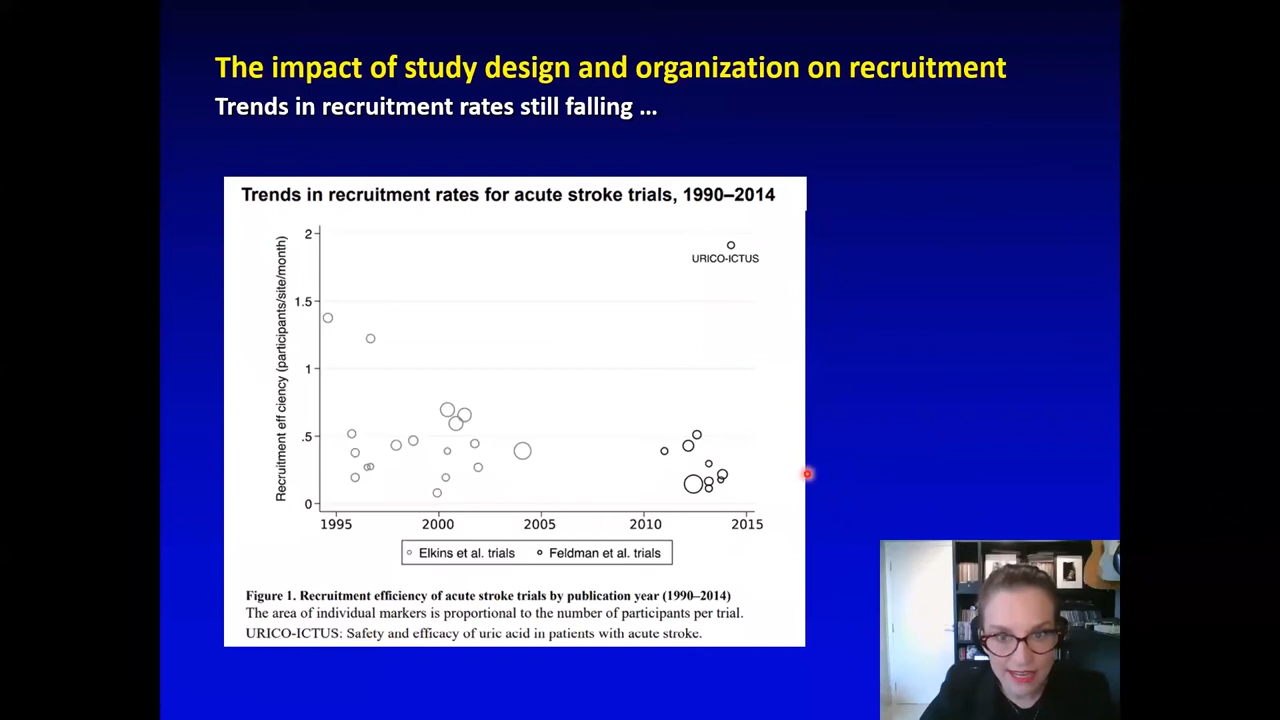 The impact of study design and organization on recruitment
Trends in recruitment rates still falling …
Trends in recruitment rates for acute stroke trials, 1990–2014
Recruitment eff ciency (participants/site/month)
2
1.5
1
.5
0
URICO-ICTUS
1995 2000 2005 2010 2015
Elkins et al. trials Feldman et al. trials
Figure 1. Recruitment efficiency of acute stroke trials by publication year (1990–2014)
The area of individual markers is proportional to the number of participants per trial.
URICO-ICTUS: Safety and efficacy of uric acid in patients with acute stroke.